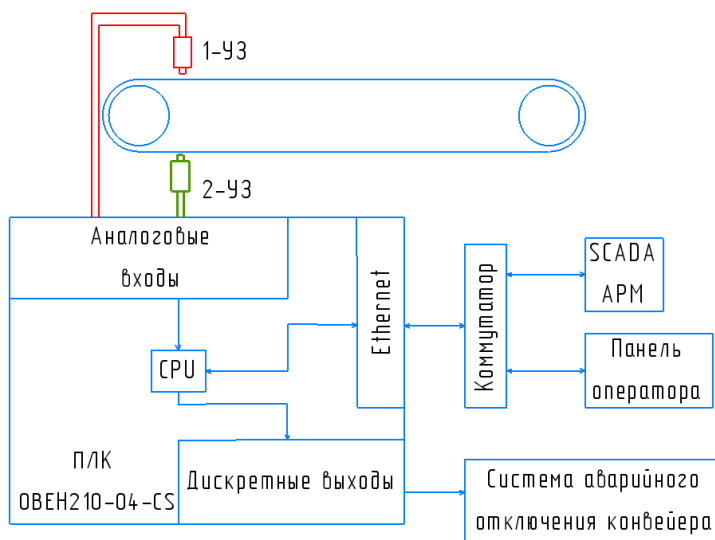 1-УЗ
2-УЗ
Аналоговые
входы
CPU
Ethernet
Коммутатор
SCADA
АРМ
Панель
оператора
ПЛК
ОВЕН210-04-CS
Дискретные выходы
Система аварийного
отключения конвейера